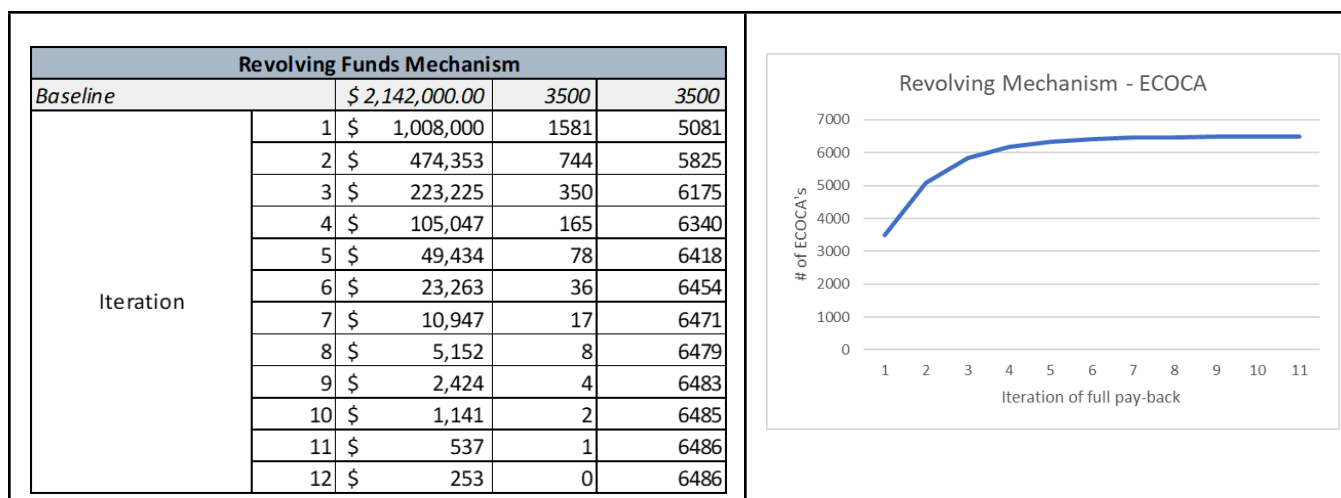 Revolving Funds Mechanism
Baseline $ 2,142,000.00 3500 3500
1 $ 1,008,000 1581 5081
2 $ 474,353 744 5825
3 $ 223,225 350 6175
4 $ 105,047 165 6340
5 $ 49,434 78 6418
Iteration
6 $ 23,263 36 6454
7 $ 10,947 17 6471
8 $ 5,152 8 6479
9 $ 2,424 4 6483
10 $ 1,141 2 6485
11 $ 537 1 6486
12 $ 253 0 6486
Revolving Mechanism - ECOCA
7000
6000
5000
4000
3000
2000
1000
0
# of ECOCA's
1 2 3 4 5 6 7 8 9 10 11
Iteration of full pay-back